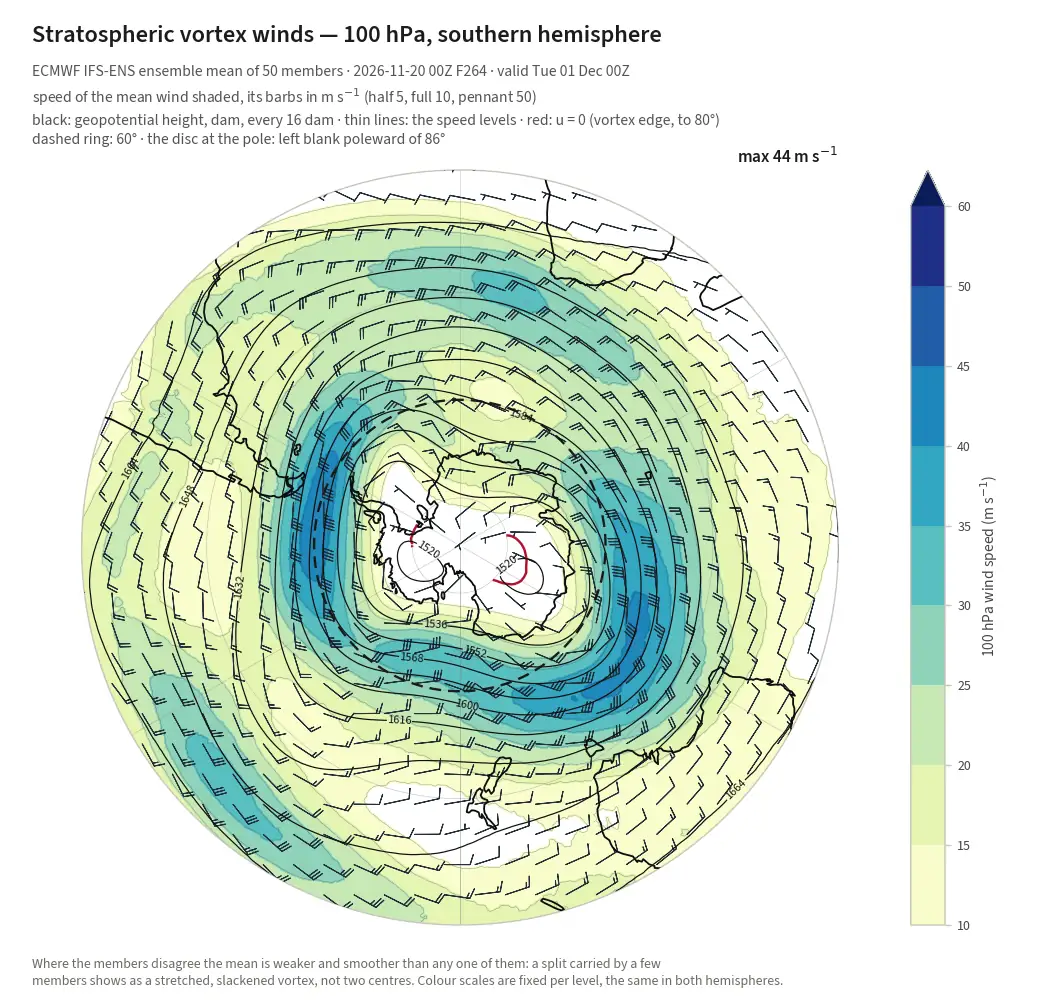 Stratospheric vortex winds — 100 hPa, southern hemisphere
ECMWF IFS-ENS ensemble mean of 50 members · 2026-11-20 00Z F264 · valid Tue 01 Dec 00Z
speed of the mean wind shaded, its barbs in m s⁻¹ (half 5, full 10, pennant 50)
black: geopotential height, dam, every 16 dam · thin lines: the speed levels · red: u = 0 (vortex edge, to 80°)
dashed ring: 60° · the disc at the pole: left blank poleward of 86°
max 44 m s⁻¹
60
50
45
40
35
30
25
20
15
10
100 hPa wind speed (m s⁻¹)
1584
1648
1632
1520
1520
1536
1552
1568
1600
1616
1664
Where the members disagree the mean is weaker and smoother than any one of them: a split carried by a few
members shows as a stretched, slackened vortex, not two centres. Colour scales are fixed per level, the same in both hemispheres.